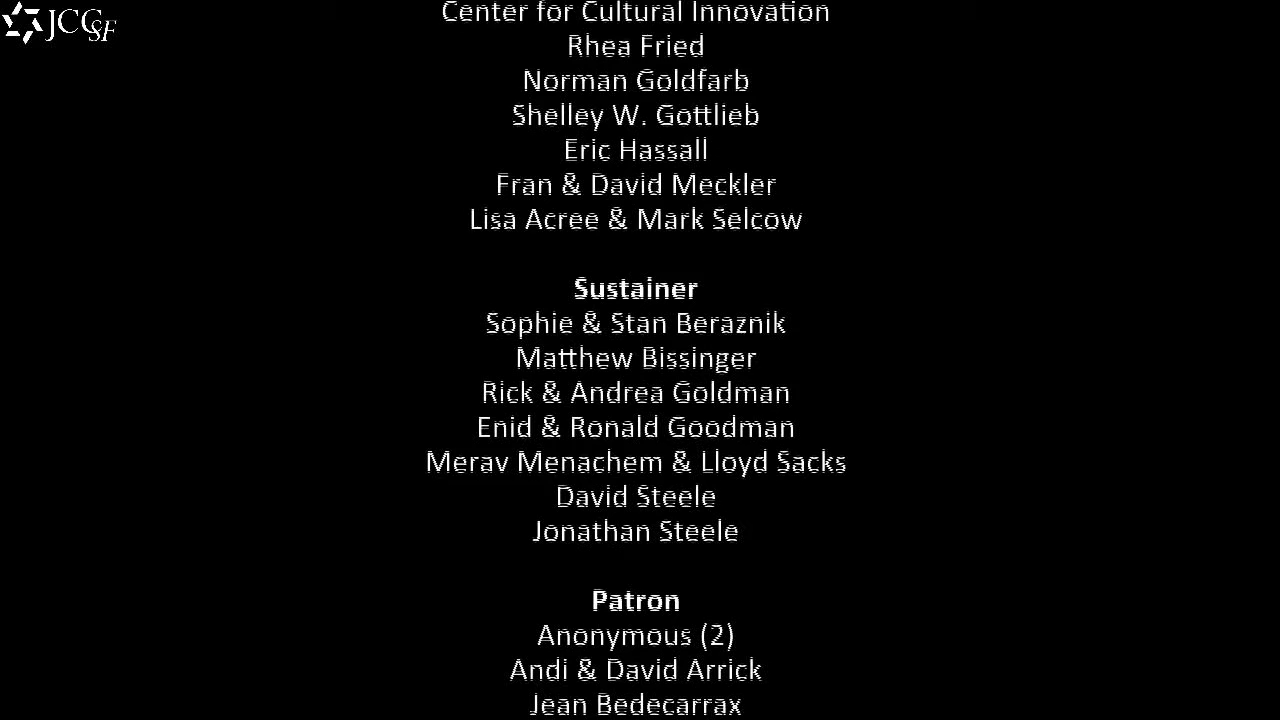 JCCSF
Center for Cultural Innovation
Rhea Fried
Norman Goldfarb
Shelley W. Gottlieb
Eric Hassall
Fran & David Meckler
Lisa Acree & Mark Selcow
Sustainer
Sophie & Stan Beraznik
Matthew Bissinger
Rick & Andrea Goldman
Enid & Ronald Goodman
Merav Menachem & Lloyd Sacks
David Steele
Jonathan Steele
Patron
Anonymous (2)
Andi & David Arrick
Jean Bedecarrax